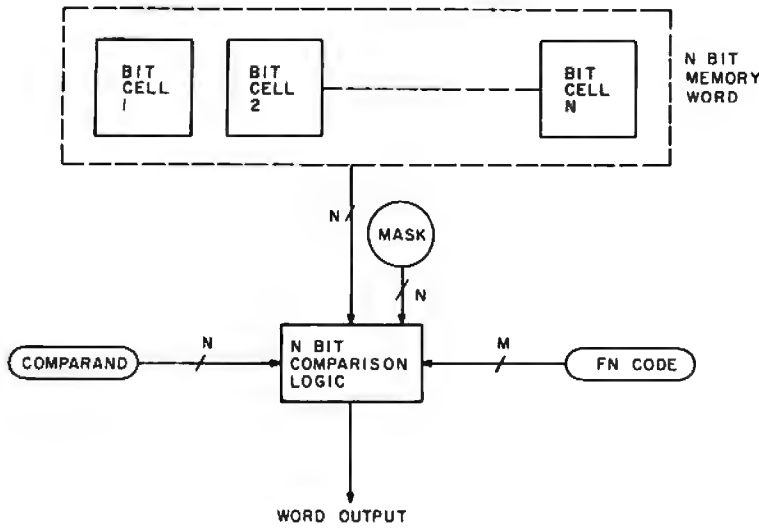 BIT
CELL
1
BIT
CELL
2
BIT
CELL
N
N BIT
MEMORY
WORD
N
MASK
N
COMPARAND
N
N BIT
COMPARISON
LOGIC
M
FN CODE
WORD OUTPUT